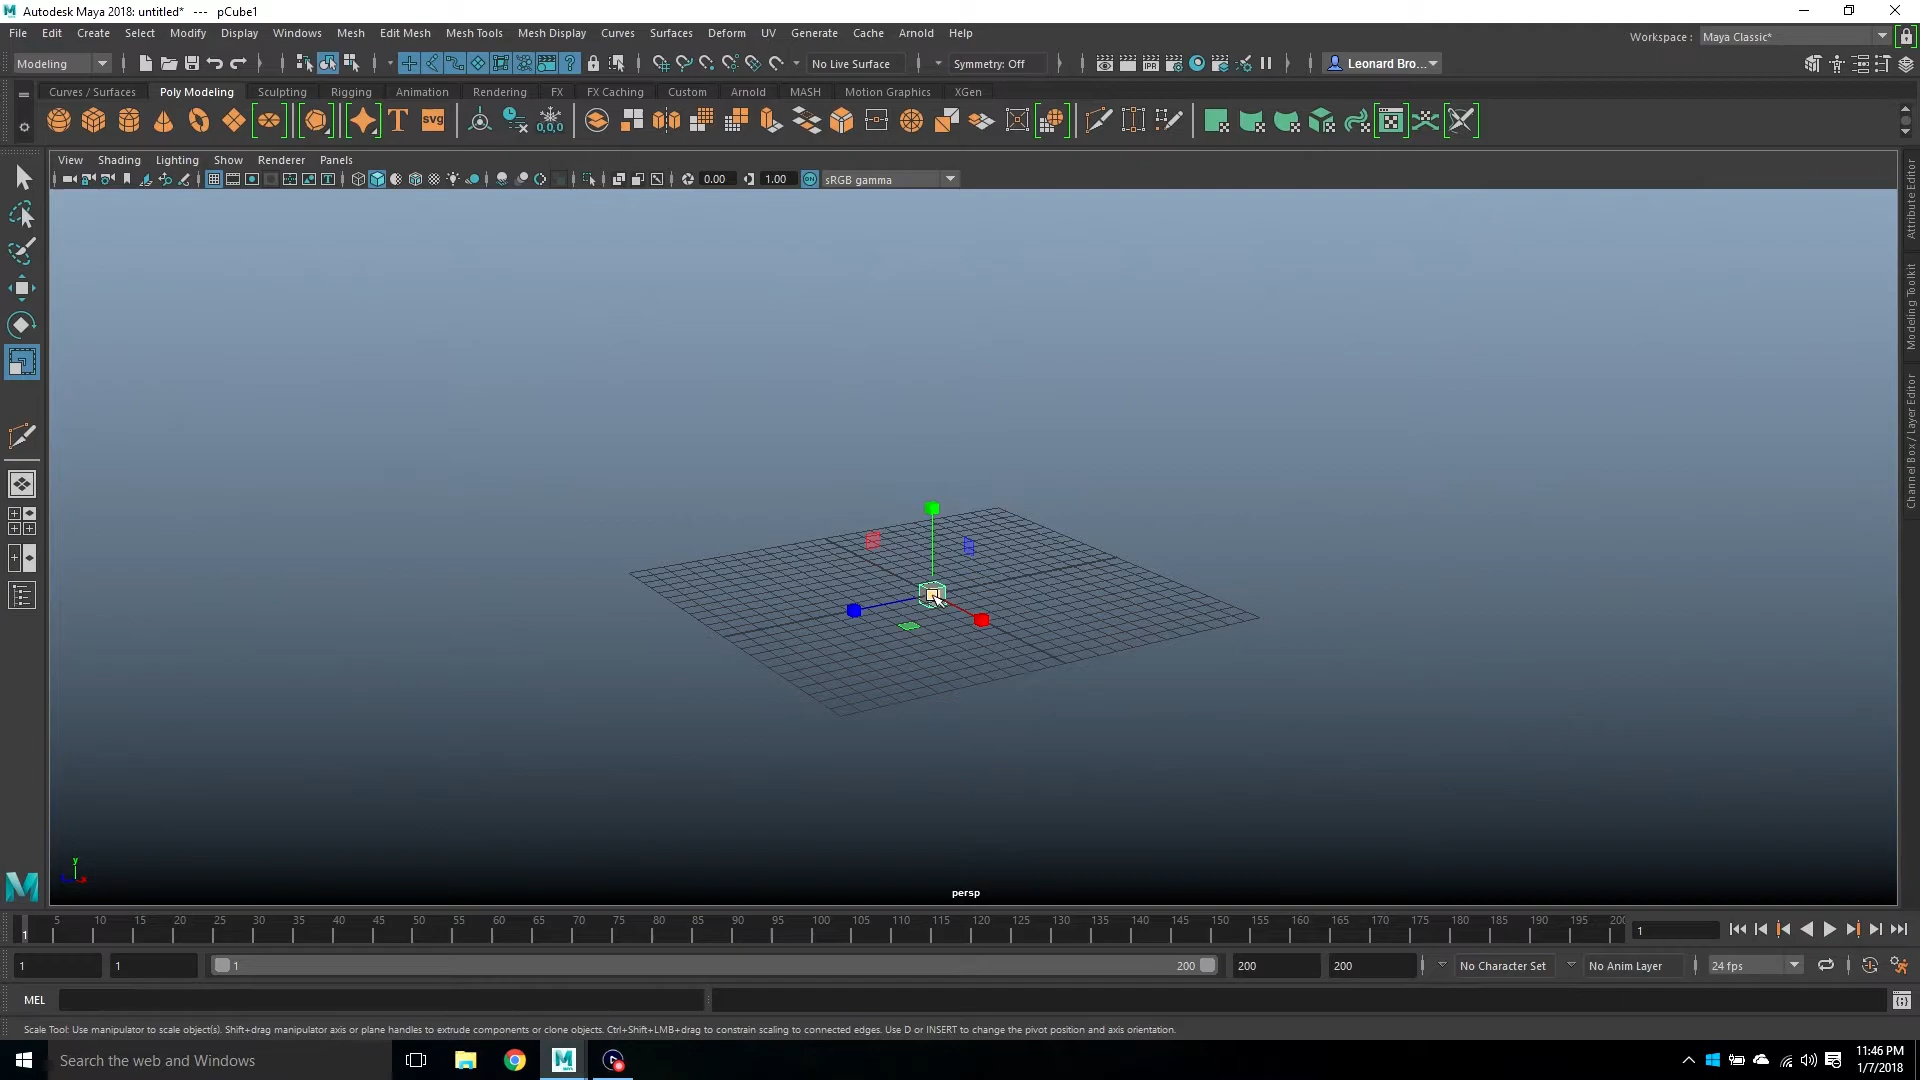 Autodesk Maya 2018: untitled* --- pCube1
File Edit Create Select Modify Display Windows Mesh Edit Mesh Mesh Tools Mesh Display Curves Surfaces Deform UV Generate Cache Arnold Help
Workspace : Maya Classic*
Modeling No Live Surface Symmetry: Off Leonard Bro...
Curves / Surfaces Poly Modeling Sculpting Rigging Animation Rendering FX FX Caching Custom Arnold MASH Motion Graphics XGen
T svg 0,0,0
View Shading Lighting Show Renderer Panels
0.00 1.00 ON sRGB gamma
Attribute Editor
Modeling Toolkit
Channel Box / Layer Editor
y
persp
5 10 15 20 25 30 35 40 45 50 55 60 65 70 75 80 85 90 95 100 105 110 115 120 125 130 135 140 145 150 155 160 165 170 175 180 185 190 195 200
1 1
1 1 1 200 200 200 No Character Set No Anim Layer 24 fps
MEL
Scale Tool: Use manipulator to scale object(s). Shift+drag manipulator axis or plane handles to extrude components or clone objects. Ctrl+Shift+LMB+drag to constrain scaling to connected edges. Use D or INSERT to change the pivot position and axis orientation.
Search the web and Windows
11:46 PM
1/7/2018